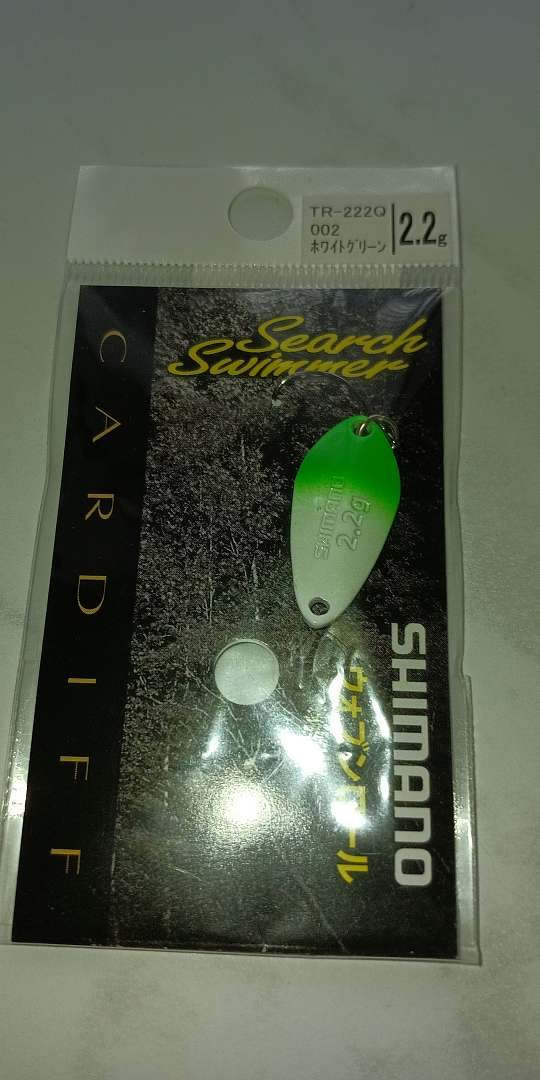 TR-222Q
002
ホワイトグリーン
2.2g
Search
Swimmer
CARDIFF
SHIMANO
2.2g
SHIMANO